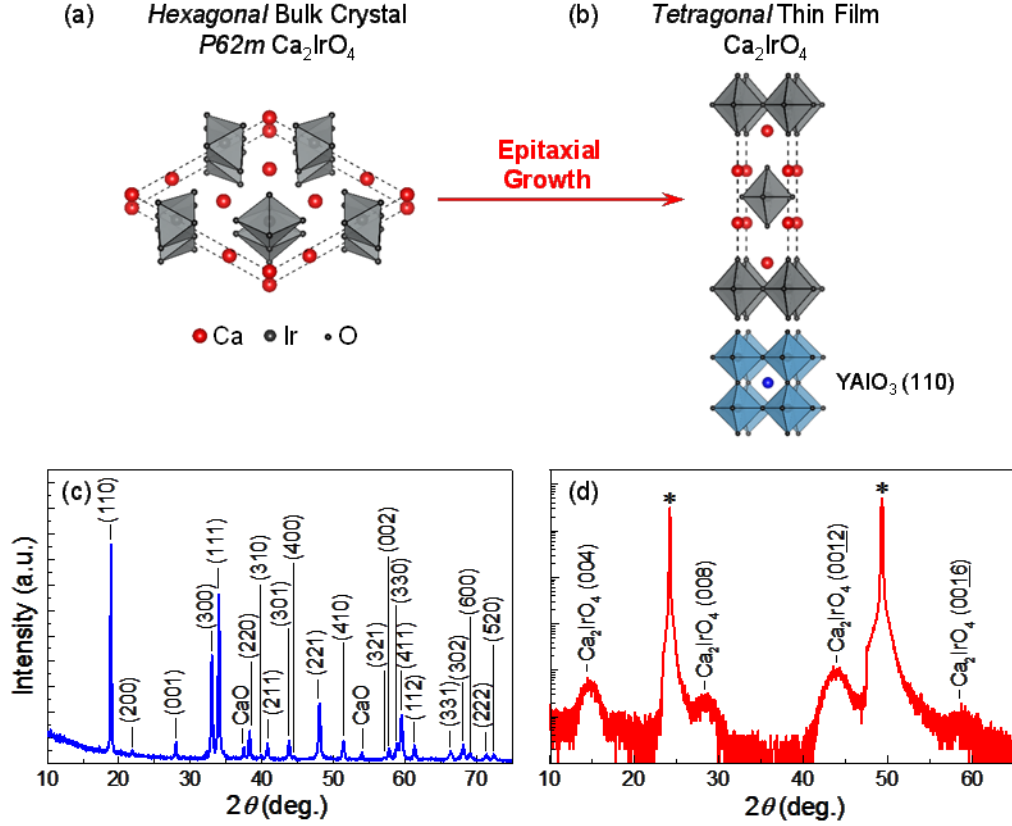 (a)
Hexagonal Bulk Crystal
P62m Ca₂IrO₄
(b)
Tetragonal Thin Film
Ca₂IrO₄
Epitaxial
Growth
Ca Ir O
YAlO₃ (110)
(c)
Intensity (a.u.)
(110)
(200)
(001)
(300)
(111)
CaO
(220)
(310)
(211)
(301)
(400)
(221)
(410)
CaO
(321)
(002)
(330)
(411)
(112)
(331)
(302)
(600)
(222)
(520)
10 20 30 40 50 60 70
2θ (deg.)
(d)
Ca₂IrO₄ (004)
*
Ca₂IrO₄ (008)
Ca₂IrO₄ (0012)
*
Ca₂IrO₄ (0016)
10 20 30 40 50 60
2θ (deg.)